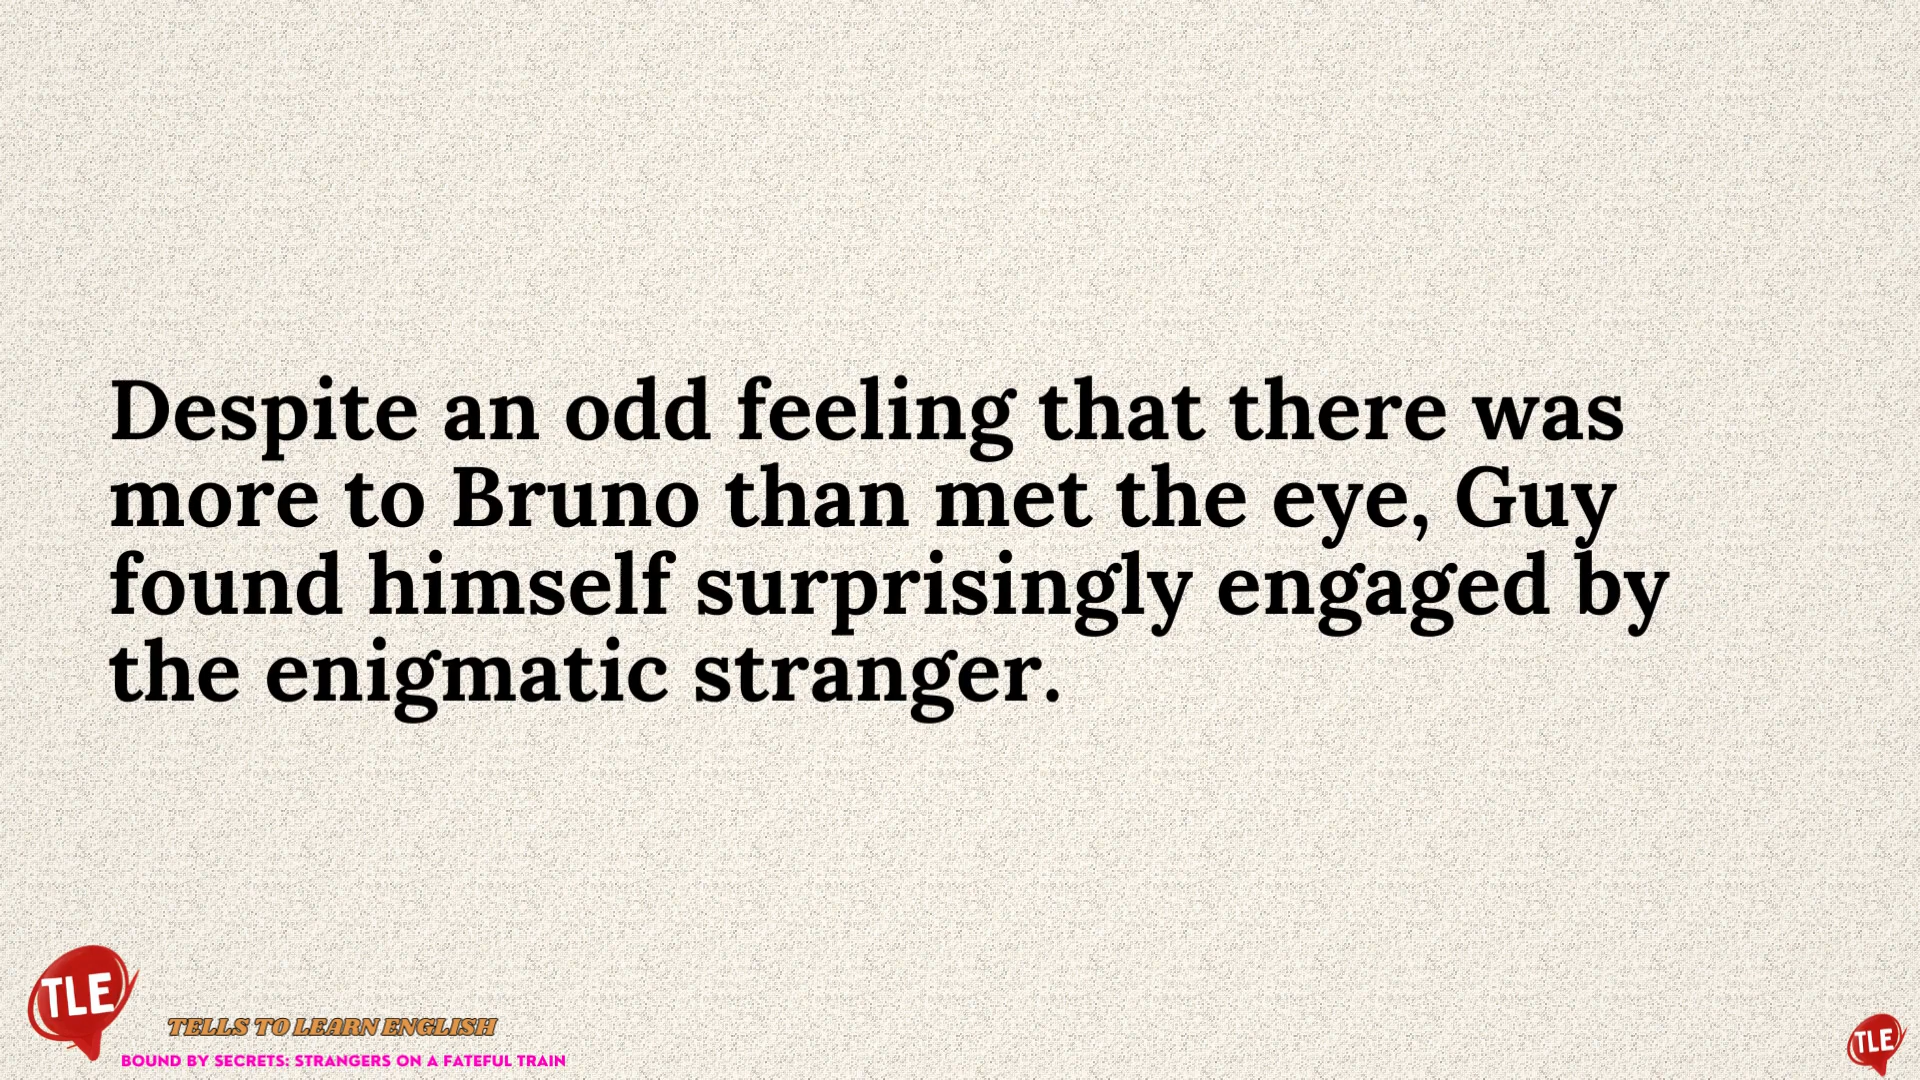 Despite an odd feeling that there was
more to Bruno than met the eye, Guy
found himself surprisingly engaged by
the enigmatic stranger.
TLE
TELLS TO LEARN ENGLISH
BOUND BY SECRETS: STRANGERS ON A FATEFUL TRAIN
TLE